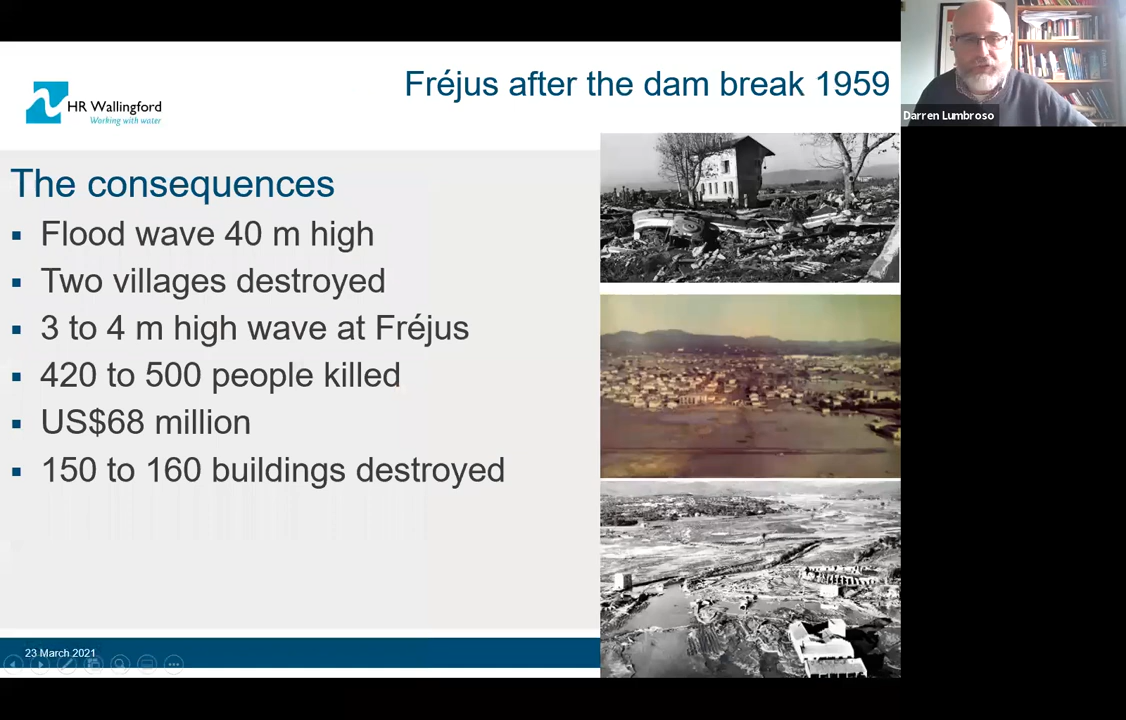 Fréjus after the dam break 1959
HR Wallingford
Working with water
Darren Lumbroso
The consequences
▪ Flood wave 40 m high
▪ Two villages destroyed
▪ 3 to 4 m high wave at Fréjus
▪ 420 to 500 people killed
▪ US$68 million
▪ 150 to 160 buildings destroyed
23 March 2021